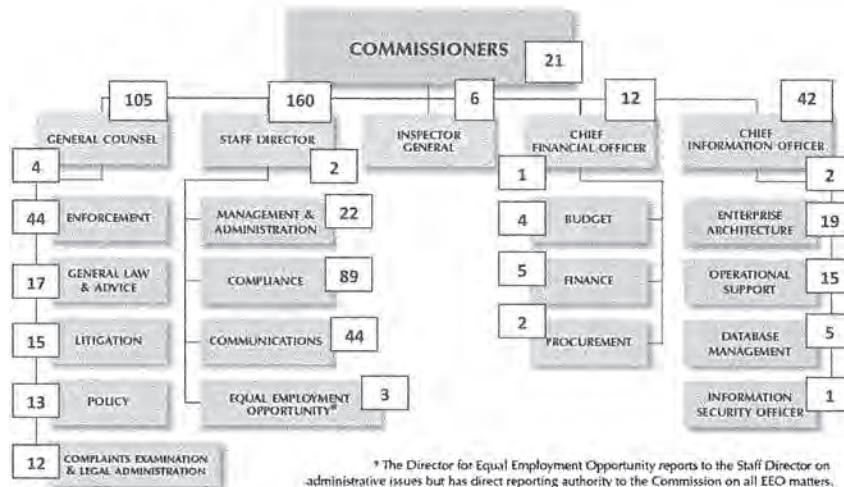 COMMISSIONERS
21
105
160
6
12
42
GENERAL COUNSEL
STAFF DIRECTOR
INSPECTOR
GENERAL
CHIEF
FINANCIAL OFFICER
CHIEF
INFORMATION OFFICER
4
2
1
2
44
ENFORCEMENT
MANAGEMENT &
ADMINISTRATION
22
4
BUDGET
ENTERPRISE
ARCHITECTURE
19
17
GENERAL LAW
& ADVICE
COMPLIANCE
89
5
FINANCE
OPERATIONAL
SUPPORT
15
15
LITIGATION
COMMUNICATIONS
44
2
PROCUREMENT
DATABASE
MANAGEMENT
5
13
POLICY
EQUAL EMPLOYMENT
OPPORTUNITY*
3
INFORMATION
SECURITY OFFICER
1
12
COMPLAINTS EXAMINATION
& LEGAL ADMINISTRATION
* The Director for Equal Employment Opportunity reports to the Staff Director on
administrative issues but has direct reporting authority to the Commission on all EEO matters.